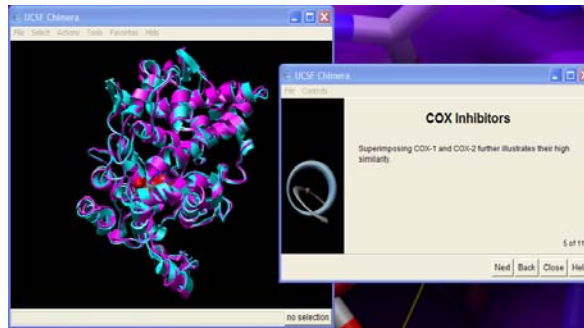 UCSF Chimera
File Select Actions Tools Favorites Help
UCSF Chimera
File Controls
COX Inhibitors
Superimposing COX-1 and COX-2 further illustrates their high
similarity.
5 of 11
Next Back Close Hel
no selection